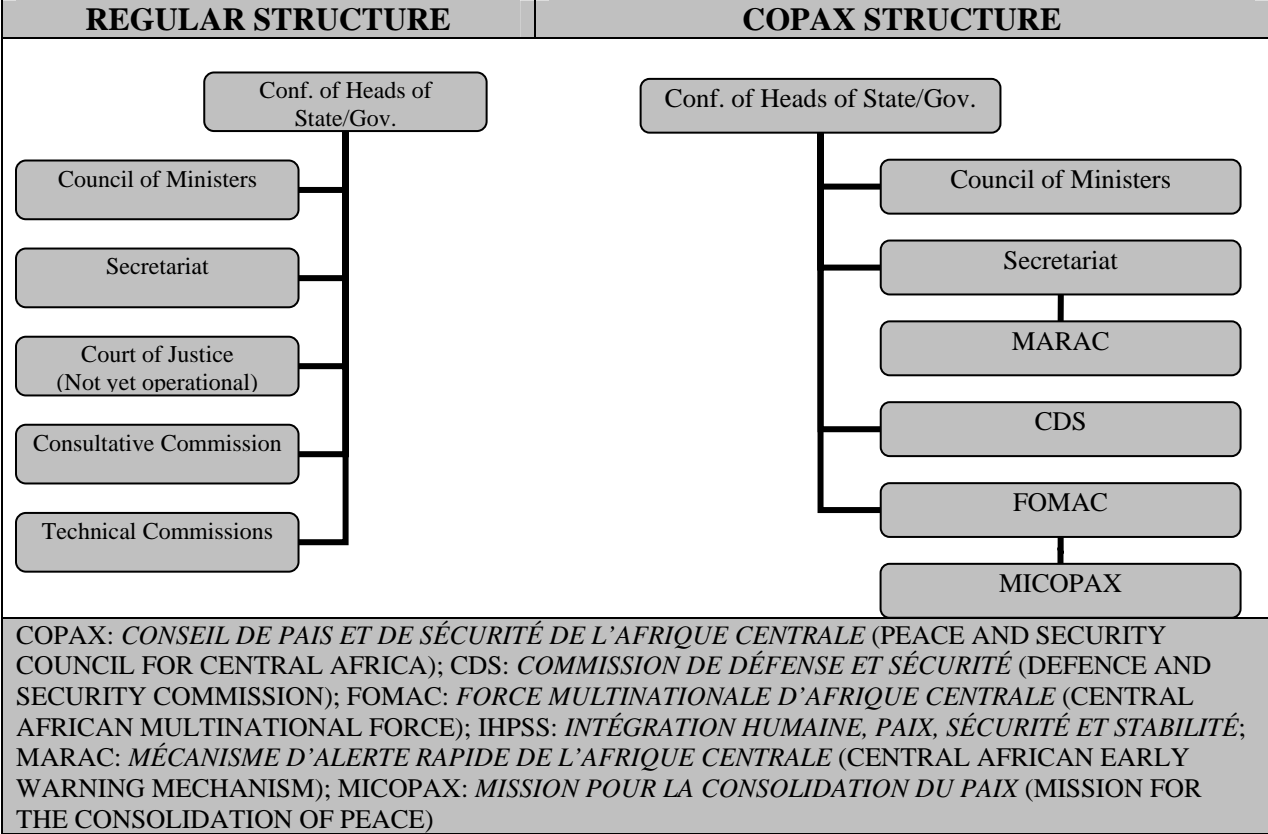 REGULAR STRUCTURE
COPAX STRUCTURE
Conf. of Heads of
State/Gov.
Council of Ministers
Secretariat
Court of Justice
(Not yet operational)
Consultative Commission
Technical Commissions
Conf. of Heads of State/Gov.
Council of Ministers
Secretariat
MARAC
CDS
FOMAC
MICOPAX
COPAX: CONSEIL DE PAIS ET DE SÉCURITÉ DE L'AFRIQUE CENTRALE (PEACE AND SECURITY
COUNCIL FOR CENTRAL AFRICA); CDS: COMMISSION DE DÉFENSE ET SÉCURITÉ (DEFENCE AND
SECURITY COMMISSION); FOMAC: FORCE MULTINATIONALE D'AFRIQUE CENTRALE (CENTRAL
AFRICAN MULTINATIONAL FORCE); IHPSS: INTÉGRATION HUMAINE, PAIX, SÉCURITÉ ET STABILITÉ;
MARAC: MÉCANISME D'ALERTE RAPIDE DE L'AFRIQUE CENTRALE (CENTRAL AFRICAN EARLY
WARNING MECHANISM); MICOPAX: MISSION POUR LA CONSOLIDATION DU PAIX (MISSION FOR
THE CONSOLIDATION OF PEACE)